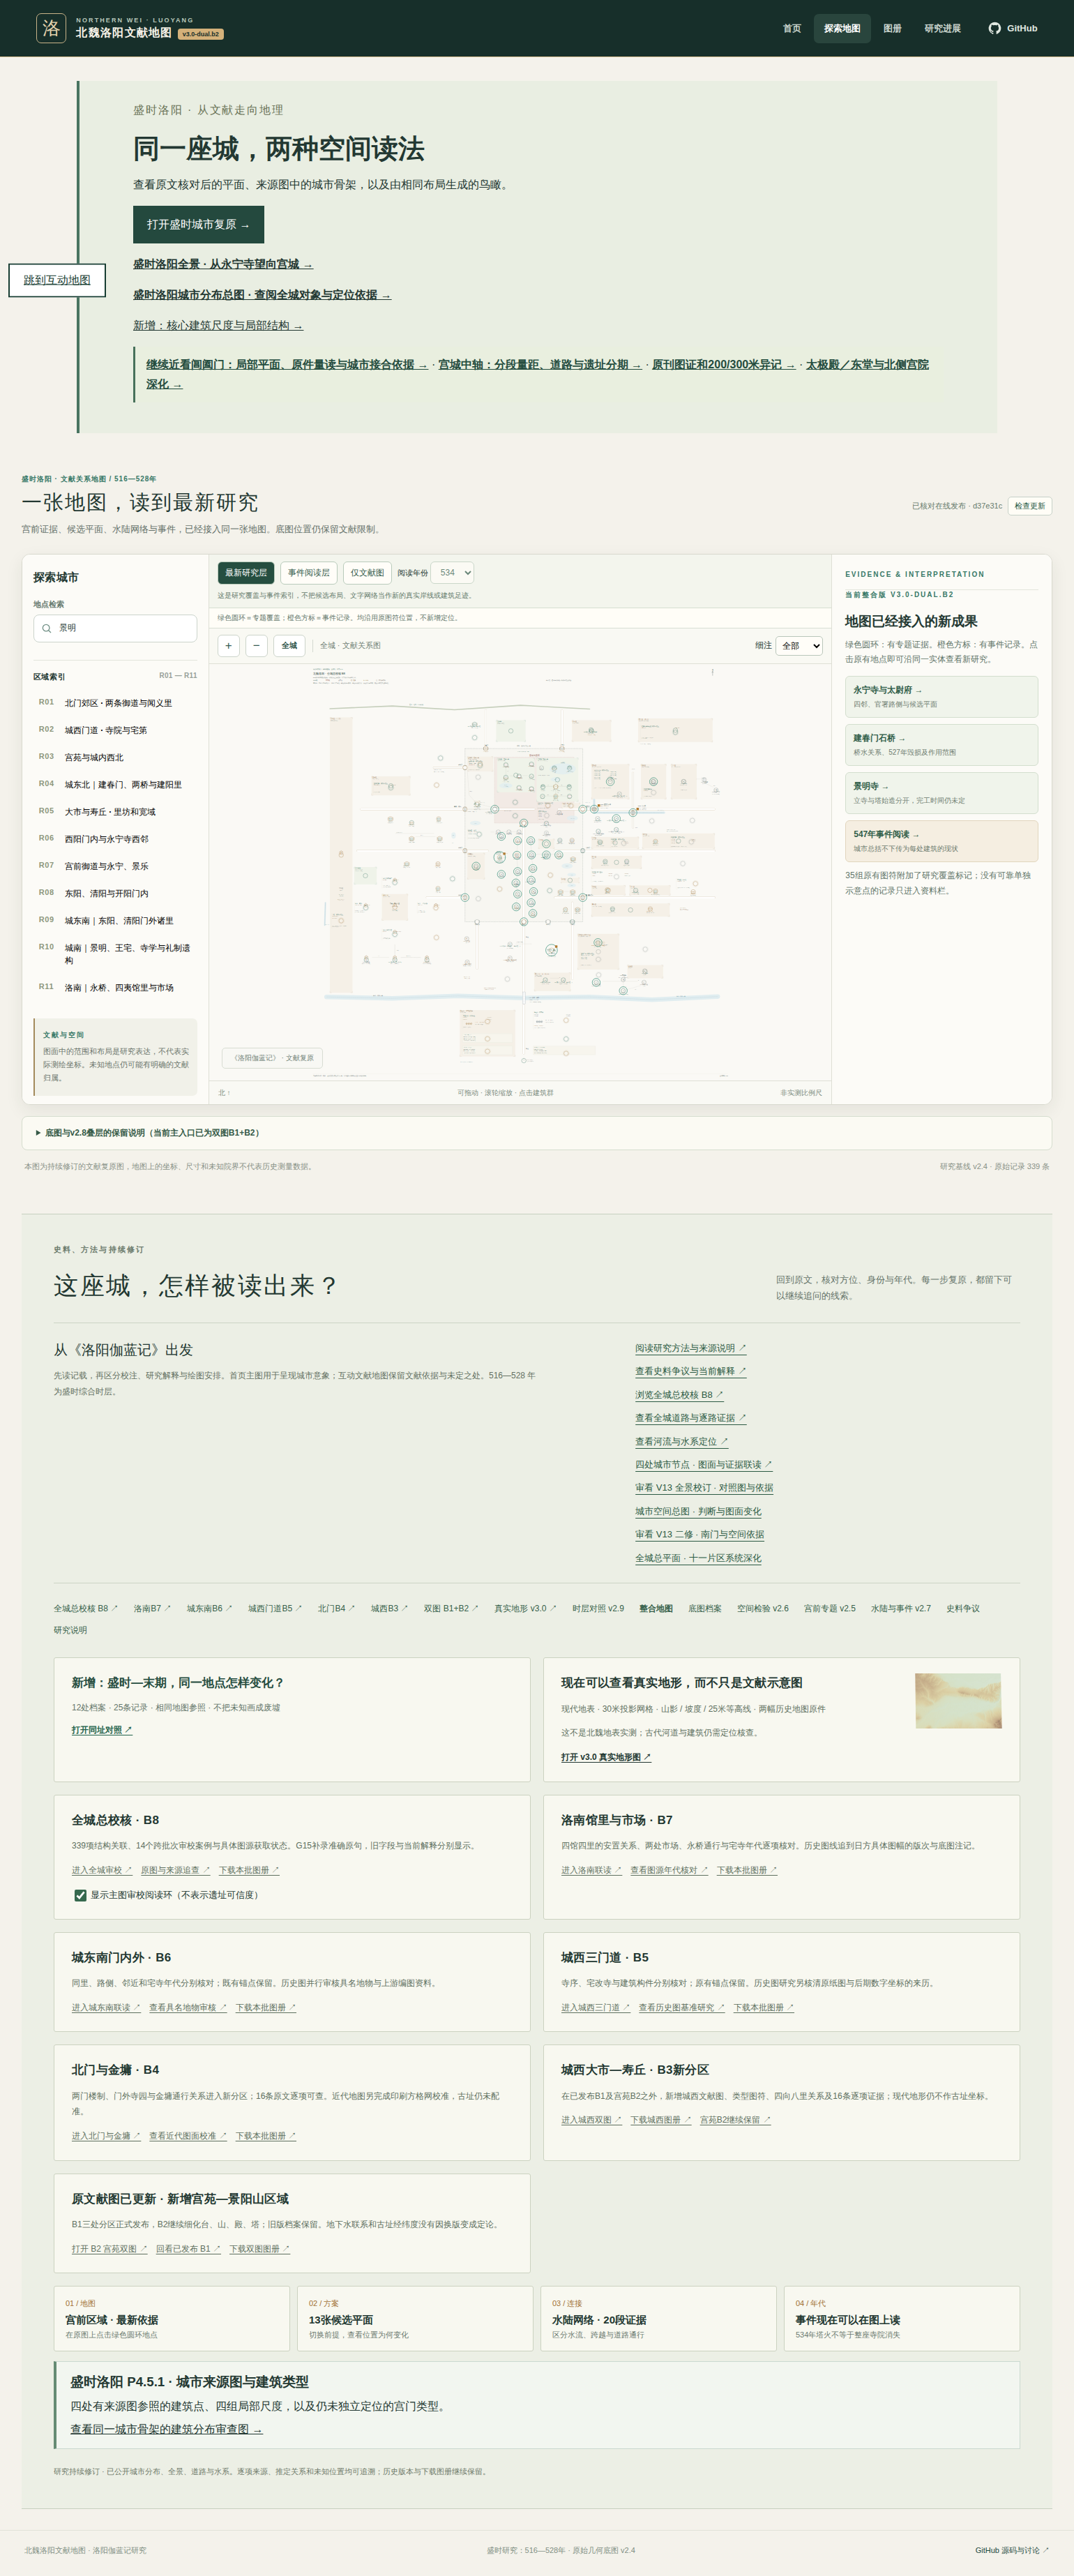 洛
NORTHERN WEI · LUOYANG
北魏洛阳文献地图 v3.0-dual.b2
首页 探索地图 图册 研究进展 GitHub
盛时洛阳 · 从文献走向地理
同一座城，两种空间读法
查看原文核对后的平面、来源图中的城市骨架，以及由相同布局生成的鸟瞰。
打开盛时城市复原 →
盛时洛阳全景 · 从永宁寺望向宫城 →
跳到互动地图
盛时洛阳城市分布总图 · 查阅全城对象与定位依据 →
新增：核心建筑尺度与局部结构 →
继续近看阊阖门：局部平面、原件量读与城市接合依据 → · 宫城中轴：分段量距、道路与遗址分期 → · 原刊图证和200/300米异记 → · 太极殿／东堂与北侧宫院
深化 →
盛时洛阳 · 文献关系地图 / 516—528年
一张地图，读到最新研究
已核对在线发布 · d37e31c 检查更新
宫前证据、候选平面、水陆网络与事件，已经接入同一张地图。底图位置仍保留文献限制。
探索城市
地点检索
景明
区域索引 R01 — R11
R01 北门郊区 · 两条御道与闻义里
R02 城西门道 · 寺院与宅第
R03 宫苑与城内西北
R04 城东北｜建春门、两桥与建阳里
R05 大市与寿丘 · 里坊和宽域
R06 西阳门内与永宁寺西邻
R07 宫前御道与永宁、景乐
R08 东阳、清阳与开阳门内
R09 城东南｜东阳、清阳门外诸里
R10 城南｜景明、王宅、寺学与礼制遗
构
R11 洛南｜永桥、四夷馆里与市场
文献与空间
图面中的范围和布局是研究表达，不代表实
际测绘坐标。未知地点仍可能有明确的文献
归属。
最新研究层 事件阅读层 仅文献图 阅读年份 534
这是研究覆盖与事件索引，不把候选布局、文字网络当作新的真实岸线或建筑足迹。
绿色圆环＝专题覆盖；橙色方标＝事件记录。均沿用原图符位置，不新增定位。
+ − 全城 全城 · 文献关系图 细注 全部
《洛阳伽蓝记》 · 文献复原
北 ↑ 可拖动 · 滚轮缩放 · 点击建筑群 非实测比例尺
EVIDENCE & INTERPRETATION
当前整合版 V3.0-DUAL.B2
地图已经接入的新成果
绿色圆环：有专题证据。橙色方标：有事件记录。点
击原有地点即可沿同一实体查看新研究。
永宁寺与太尉府 →
四邻、官署路侧与候选平面
建春门石桥 →
桥水关系、527年毁损及作用范围
景明寺 →
立寺与塔始造分开，完工时间仍未定
547年事件阅读 →
城市总括不下传为每处建筑的现状
35组原有图符附加了研究覆盖标记；没有可靠单独
示意点的记录只进入资料栏。
▶ 底图与v2.8叠层的保留说明（当前主入口已为双图B1+B2）
本图为持续修订的文献复原图，地图上的坐标、尺寸和未知院界不代表历史测量数据。 研究基线 v2.4 · 原始记录 339 条
史料、方法与持续修订
这座城，怎样被读出来？
回到原文，核对方位、身份与年代。每一步复原，都留下可
以继续追问的线索。
从《洛阳伽蓝记》出发
先读记载，再区分校注、研究解释与绘图安排。首页主图用于呈现城市意象；互动文献地图保留文献依据与未定之处。516—528 年
为盛时综合时层。
阅读研究方法与来源说明 ↗
查看史料争议与当前解释 ↗
浏览全城总校核 B8 ↗
查看全城道路与逐路证据 ↗
查看河流与水系定位 ↗
四处城市节点 · 图面与证据联读 ↗
审看 V13 全景校订 · 对照图与依据
城市空间总图 · 判断与图面变化
审看 V13 二修 · 南门与空间依据
全城总平面 · 十一片区系统深化
全城总校核 B8 ↗ 洛南B7 ↗ 城东南B6 ↗ 城西门道B5 ↗ 北门B4 ↗ 城西B3 ↗ 双图 B1+B2 ↗ 真实地形 v3.0 ↗ 时层对照 v2.9 整合地图 底图档案 空间检验 v2.6 宫前专题 v2.5 水陆与事件 v2.7 史料争议
研究说明
新增：盛时—末期，同一地点怎样变化？
12处档案 · 25条记录 · 相同地图参照 · 不把未知画成废墟
打开同址对照 ↗
现在可以查看真实地形，而不只是文献示意图
现代地表 · 30米投影网格 · 山影 / 坡度 / 25米等高线 · 两幅历史地图原件
这不是北魏地表实测；古代河道与建筑仍需定位核查。
打开 v3.0 真实地形图 ↗
全城总校核 · B8
339项结构关联、14个跨批次审校案例与具体图源获取状态。G15补录准确原句，旧字段与当前解释分别显示。
进入全城审校 ↗ 原图与来源追查 ↗ 下载本批图册 ↗
显示主图审校阅读环（不表示遗址可信度）
洛南馆里与市场 · B7
四馆四里的安置关系、两处市场、永桥通行与宅寺年代逐项核对。历史图线追到日方具体图幅的版次与底图注记。
进入洛南联读 ↗ 查看图源年代核对 ↗ 下载本批图册 ↗
城东南门内外 · B6
同里、路侧、邻近和宅寺年代分别核对；既有锚点保留。历史图并行审核具名地物与上游编图资料。
进入城东南联读 ↗ 查看具名地物审核 ↗ 下载本批图册 ↗
城西三门道 · B5
寺序、宅改寺与建筑构件分别核对；原有锚点保留。历史图研究另核清原纸图与后期数字坐标的来历。
进入城西三门道 ↗ 查看历史图基准研究 ↗ 下载本批图册 ↗
北门与金墉 · B4
两门楼制、门外寺园与金墉通行关系进入新分区；16条原文逐项可查。近代地图另完成印刷方格网校准，古址仍未配
准。
进入北门与金墉 ↗ 查看近代图面校准 ↗ 下载本批图册 ↗
城西大市—寿丘 · B3新分区
在已发布B1及宫苑B2之外，新增城西文献图、类型图符、四向八里关系及16条逐项证据；现代地形仍不作古址坐标。
进入城西双图 ↗ 下载城西图册 ↗ 宫苑B2继续保留 ↗
原文献图已更新 · 新增宫苑—景阳山区域
B1三处分区正式发布，B2继续细化台、山、殿、塔；旧版档案保留。地下水联系和古址经纬度没有因换版变成定论。
打开 B2 宫苑双图 ↗ 回看已发布 B1 ↗ 下载双图图册 ↗
01 / 地图
宫前区域 · 最新依据
在原图上点击绿色圆环地点
02 / 方案
13张候选平面
切换前提，查看位置为何变化
03 / 连接
水陆网络 · 20段证据
区分水流、跨越与道路通行
04 / 年代
事件现在可以在图上读
534年塔火不等于整座寺院消失
盛时洛阳 P4.5.1 · 城市来源图与建筑类型
四处有来源图参照的建筑点、四组局部尺度，以及仍未独立定位的宫门类型。
查看同一城市骨架的建筑分布审查图 →
研究持续修订 · 已公开城市分布、全景、道路与水系。逐项来源、推定关系和未知位置均可追溯；历史版本与下载图册继续保留。
北魏洛阳文献地图 · 洛阳伽蓝记研究 盛时研究：516—528年 · 原始几何底图 v2.4 GitHub 源码与讨论 ↗